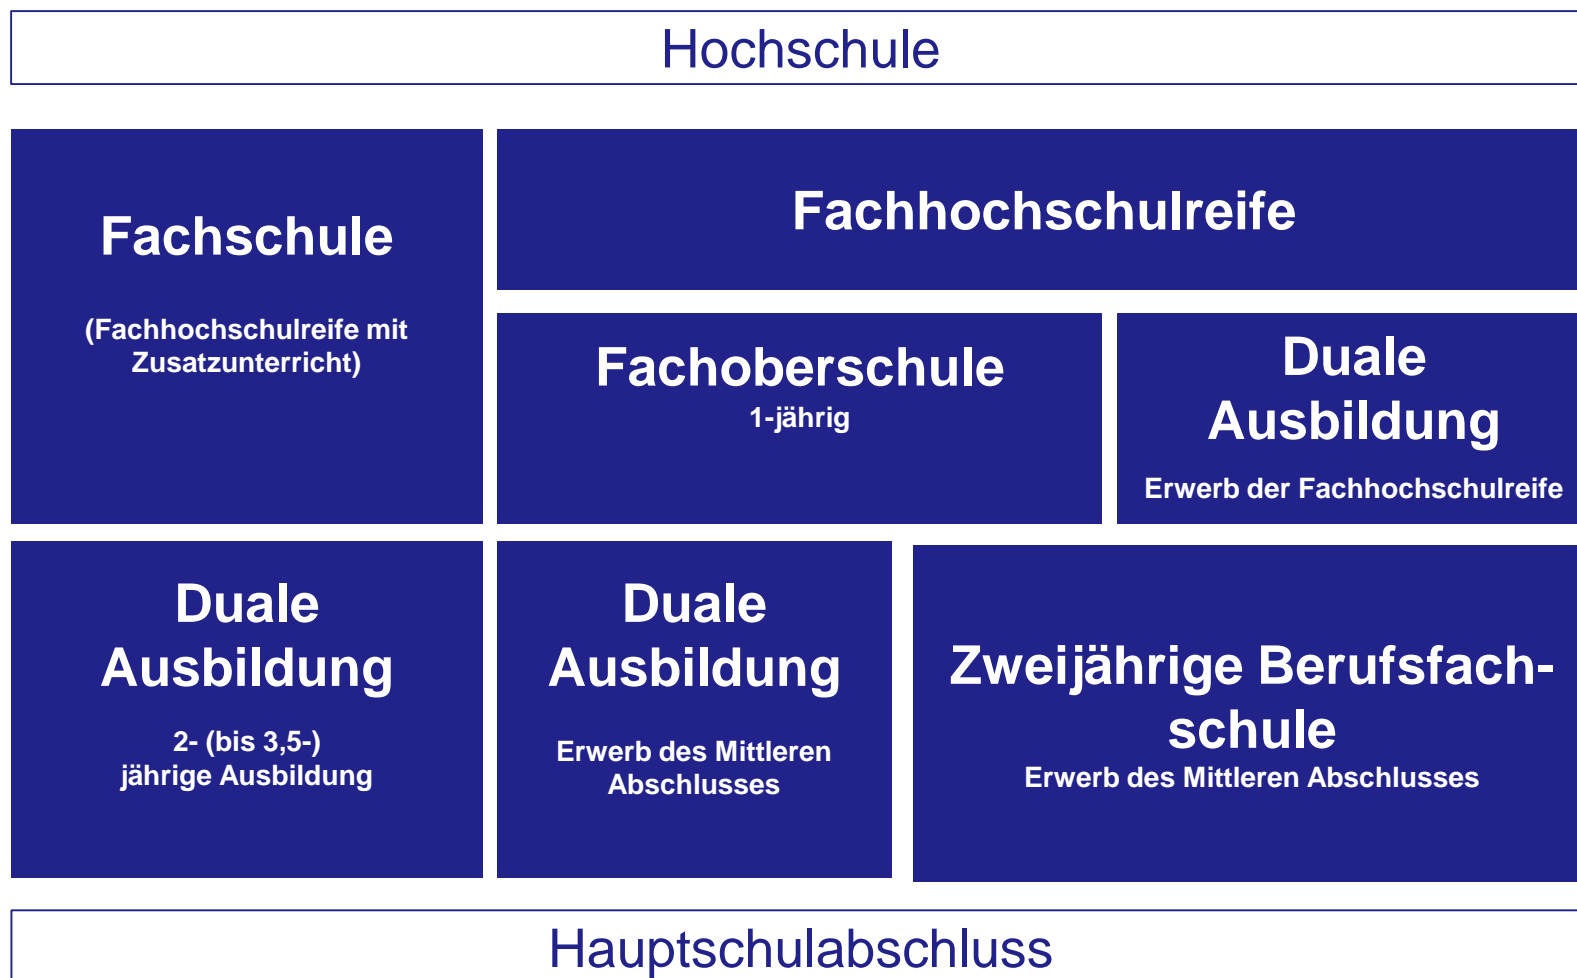 Hochschule
Fachschule
(Fachhochschulreife mit
Zusatzunterricht)
Fachhochschulreife
Fachoberschule
1-jährig
Duale
Ausbildung
Erwerb der Fachhochschulreife
Duale
Ausbildung
2- (bis 3,5-)
jährige Ausbildung
Duale
Ausbildung
Erwerb des Mittleren
Abschlusses
Zweijährige Berufsfach-
schule
Erwerb des Mittleren Abschlusses
Hauptschulabschluss